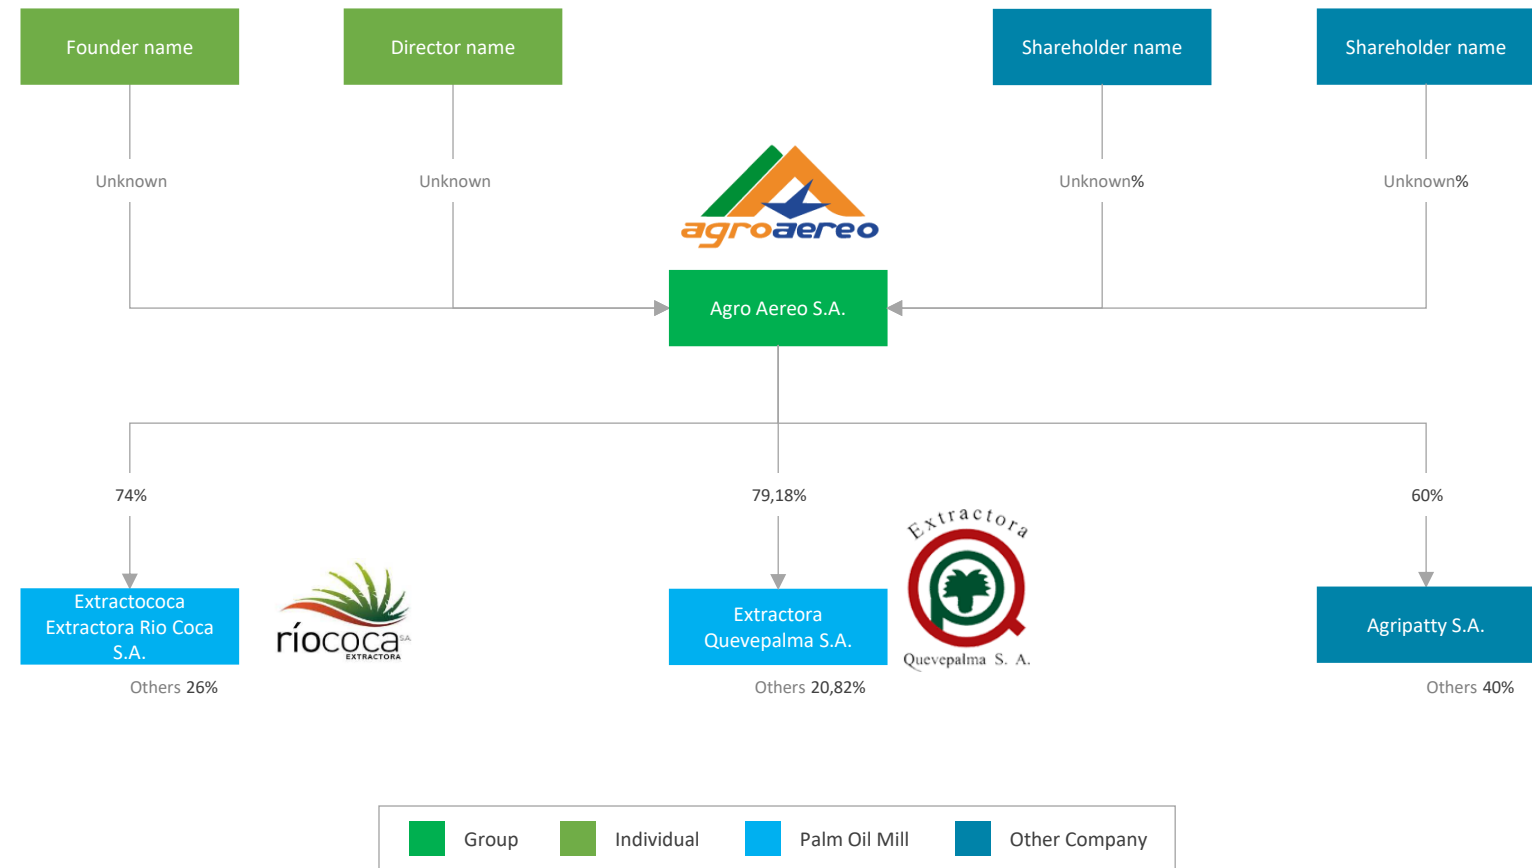 Founder name
Director name
Shareholder name
Shareholder name
Unknown
Unknown
Unknown%
Unknown%
agroaereo
Agro Aereo S.A.
74%
79,18%
60%
Extractococa
Extractora Rio Coca
S.A.
ríococa S.A.
EXTRACTORA
Extractora
Quevepalma S.A.
Extractora
Quevepalma S. A.
Agripatty S.A.
Others 26%
Others 20,82%
Others 40%
Group
Individual
Palm Oil Mill
Other Company